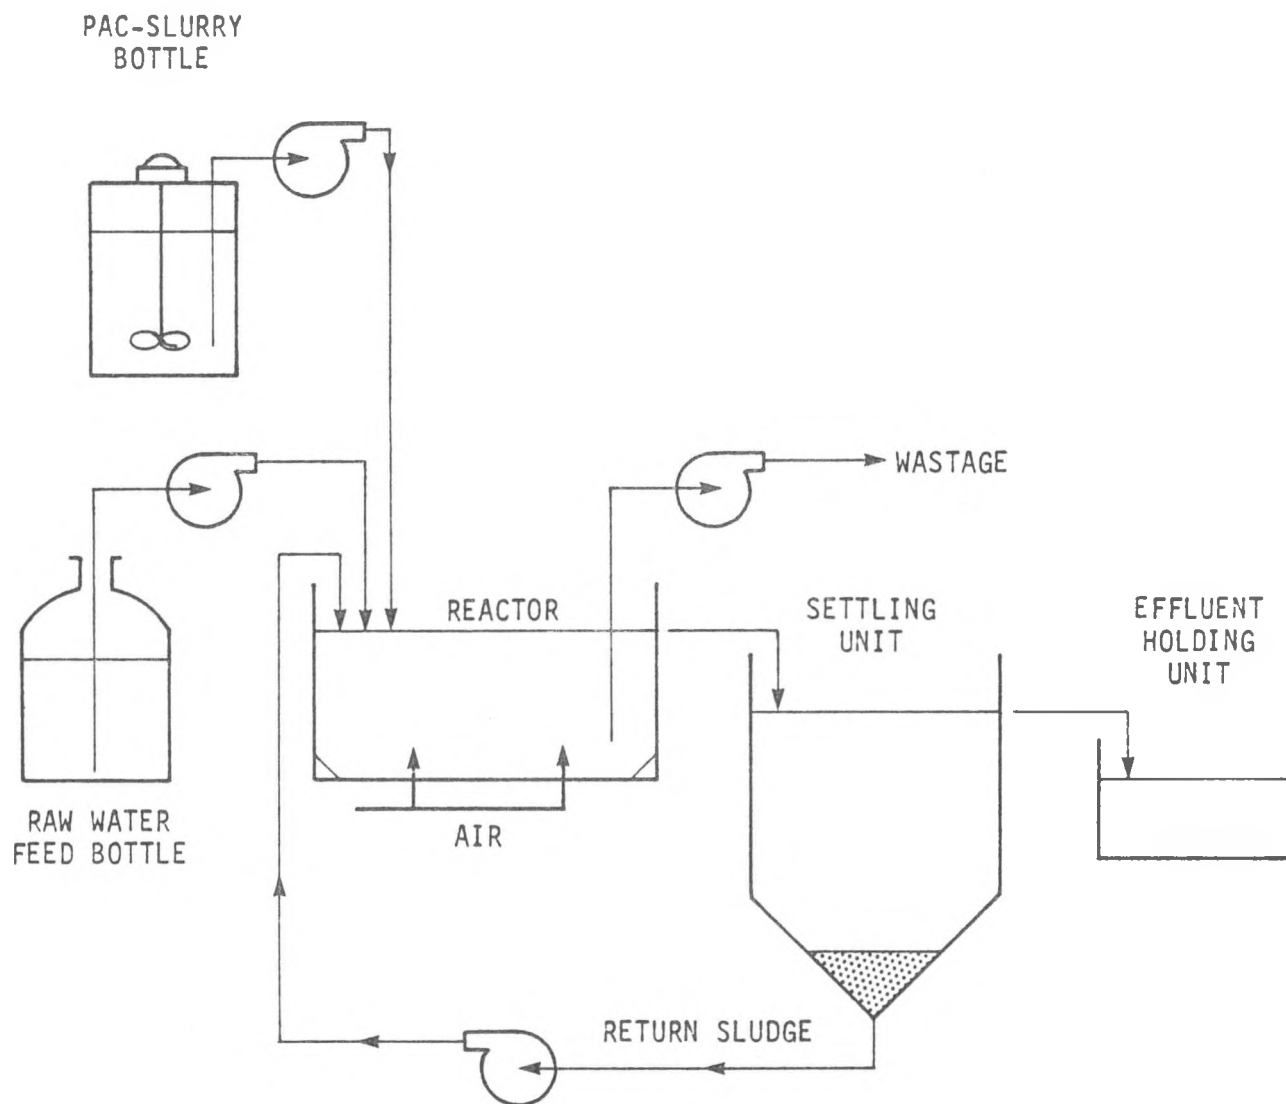 PAC-SLURRY
BOTTLE
WASTAGE
REACTOR
SETTLING
UNIT
EFFLUENT
HOLDING
UNIT
RAW WATER
FEED BOTTLE
AIR
RETURN SLUDGE